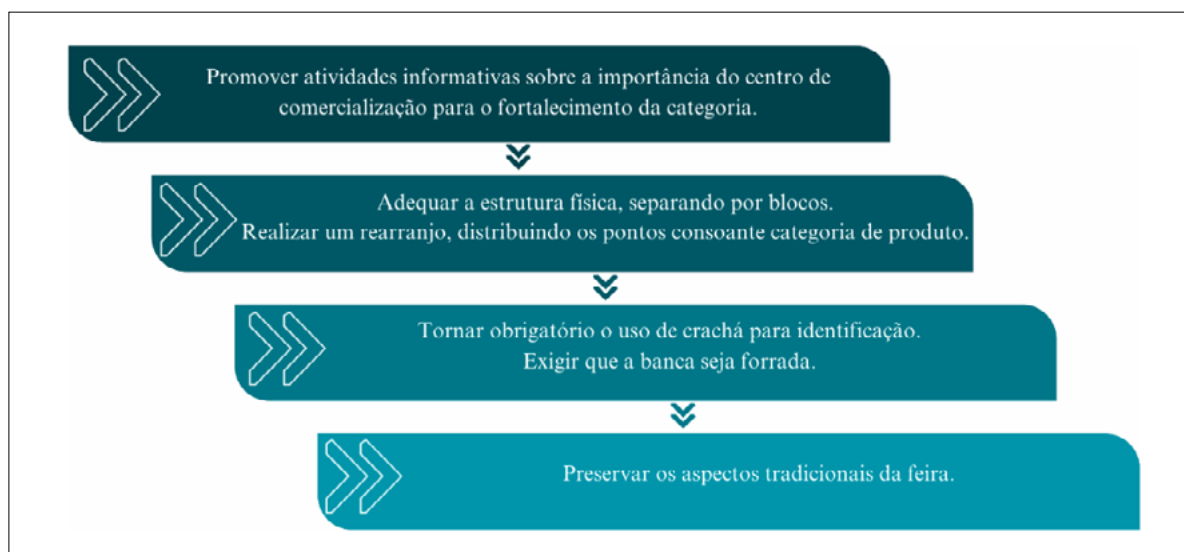 Promover atividades informativas sobre a importância do centro de
comercialização para o fortalecimento da categoria.
Adequar a estrutura física, separando por blocos.
Realizar um rearranjo, distribuindo os pontos consoante categoria de produto.
Tornar obrigatório o uso de crachá para identificação.
Exigir que a banca seja forrada.
Preservar os aspectos tradicionais da feira.